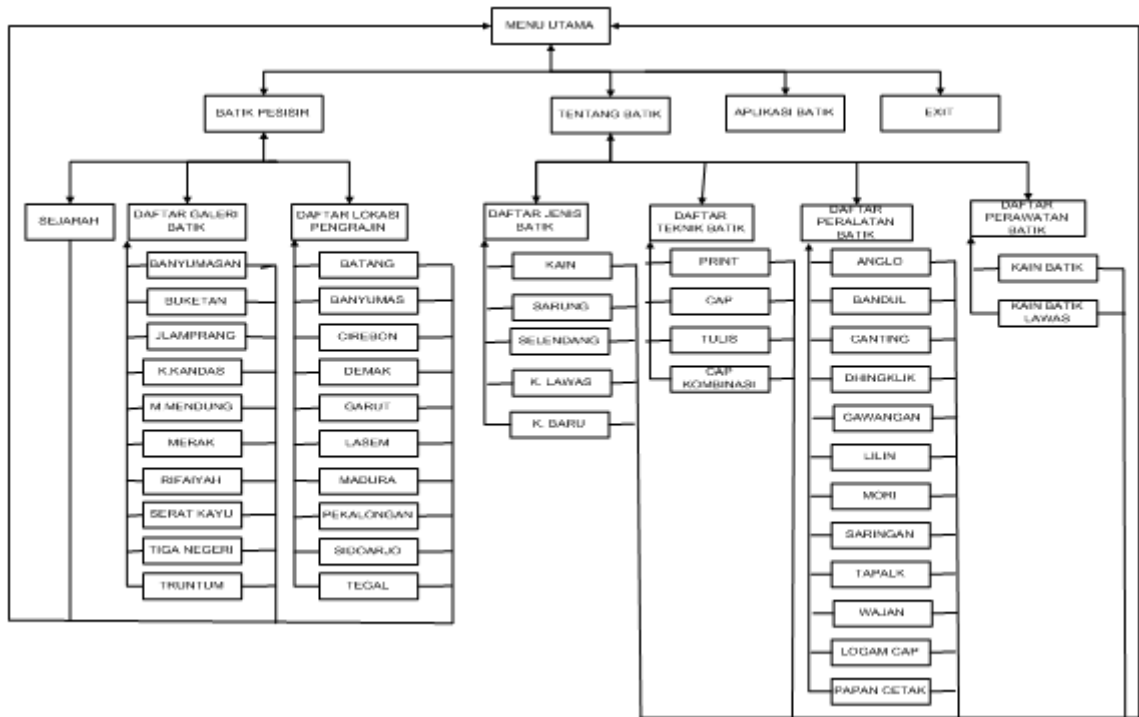 MENU UTAMA
BATIK PESISIR
TENTANG BATIK
APLIKASI BATIK
EXIT
SEJARAH
DAFTAR GALERI
BATIK
BANYUMASAN
BUKETAN
JLAMPRANG
K.KANDAS
M.MENDUNG
MERAK
RIFAIYAH
SERAT KAYU
TIGA NEGERI
TRUNTUM
DAFTAR LOKASI
PENGRAJIN
BATANG
BANYUMAS
CIREBON
DEMAK
GARUT
LASEM
MADURA
PEKALONGAN
SIDOARJO
TEGAL
DAFTAR JENIS
BATIK
KAIN
SARUNG
SELENDANG
K. LAWAS
K. BARU
DAFTAR
TEKNIK BATIK
PRINT
CAP
TULIS
CAP
KOMBINASI
DAFTAR
PERALATAN
BATIK
ANGLO
BANDUL
CANTING
DHINGKLIK
GAWANGAN
LILIN
MORI
SARINGAN
TAPALK
WAJAN
LOGAM CAP
PAPAN CETAK
DAFTAR
PERAWATAN
BATIK
KAIN BATIK
KAIN BATIK
LAWAS